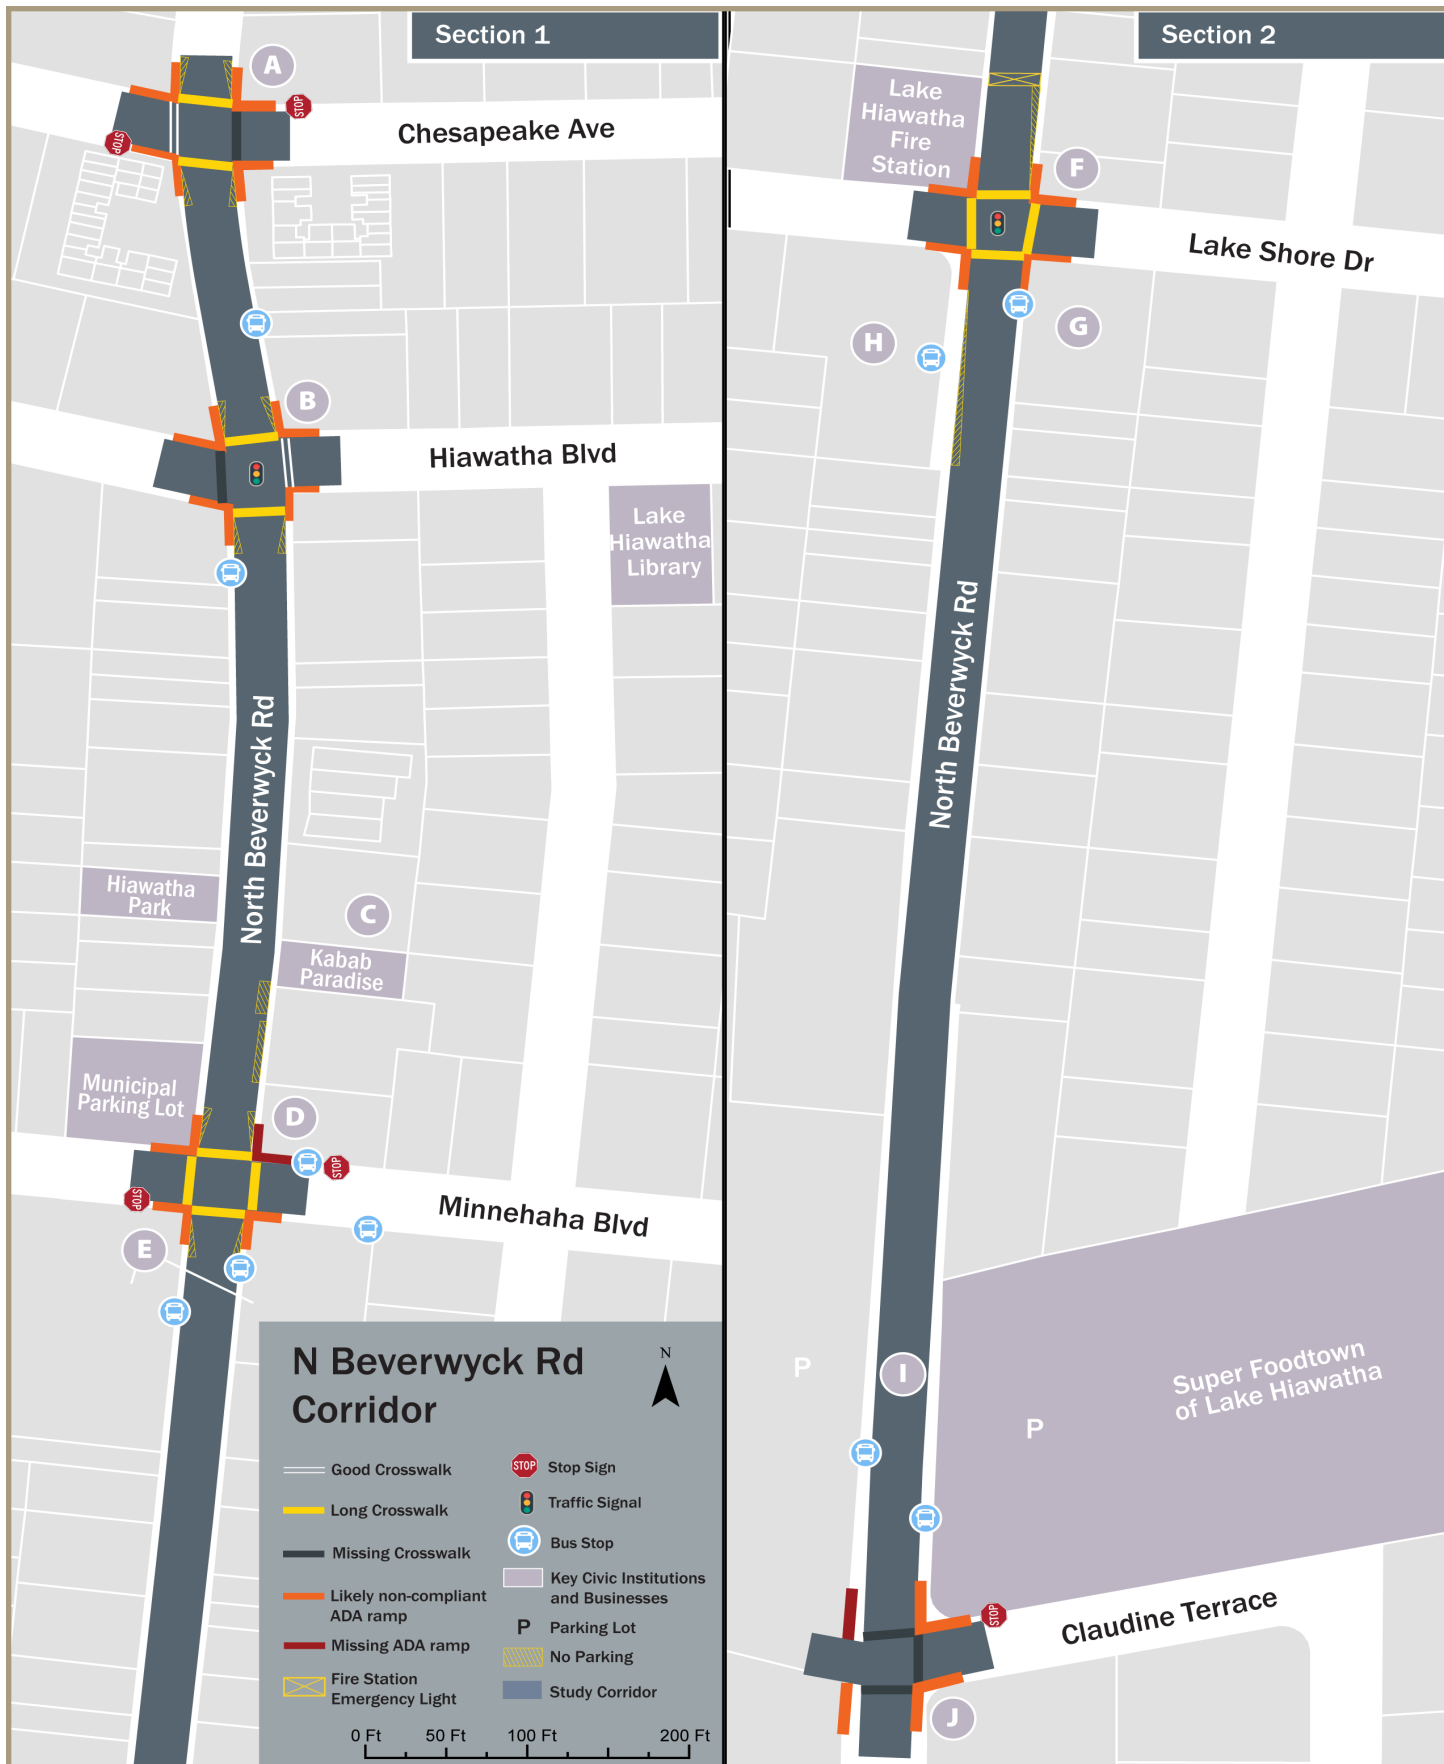 Section 1
A
STOP
STOP
Chesapeake Ave
B
Hiawatha Blvd
Lake
Hiawatha
Library
North Beverwyck Rd
Hiawatha
Park
C
Kabab
Paradise
Municipal
Parking Lot
D
STOP
STOP
Minnehaha Blvd
E
N Beverwyck Rd
Corridor
N
Good Crosswalk
Long Crosswalk
Missing Crosswalk
Likely non-compliant
ADA ramp
Missing ADA ramp
Fire Station
Emergency Light
STOP
Stop Sign
Traffic Signal
Bus Stop
Key Civic Institutions
and Businesses
P
Parking Lot
No Parking
Study Corridor
0 Ft
50 Ft
100 Ft
200 Ft
Section 2
Lake
Hiawatha
Fire
Station
F
Lake Shore Dr
G
H
North Beverwyck Rd
P
I
P
Super Foodtown
of Lake Hiawatha
STOP
Claudine Terrace
J